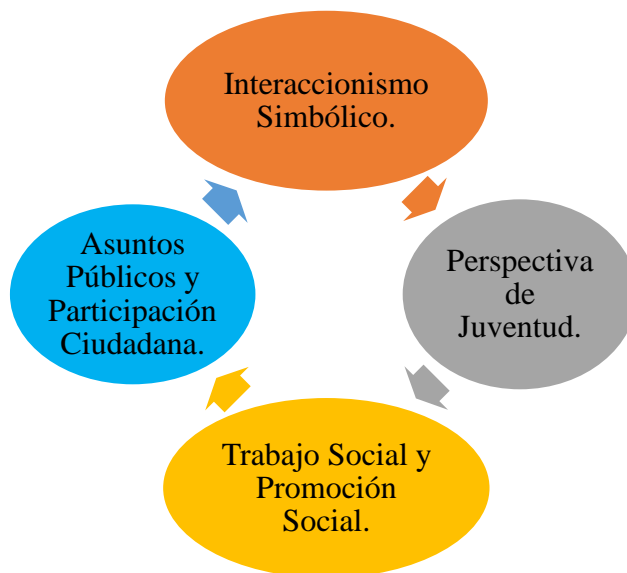 Interaccionismo
Simbólico.
Perspectiva
de
Juventud.
Trabajo Social y
Promoción
Social.
Asuntos
Públicos y
Participación
Ciudadana.